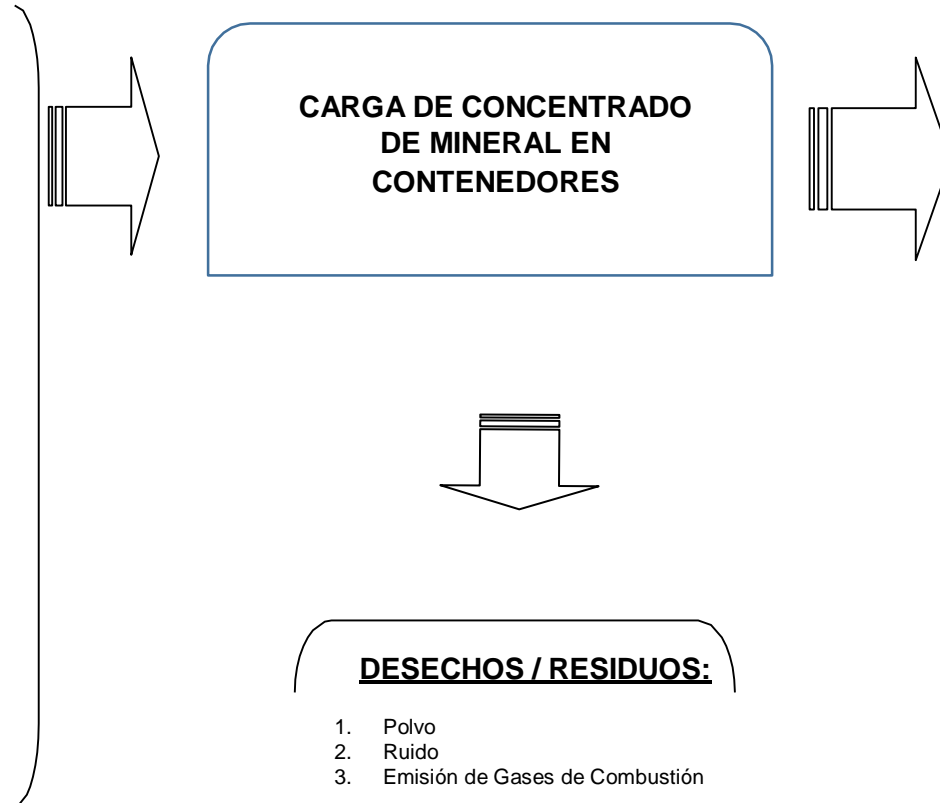 CARGA DE CONCENTRADO
DE MINERAL EN
CONTENEDORES
DESECHOS / RESIDUOS:
1. Polvo
2. Ruido
3. Emisión de Gases de Combustión